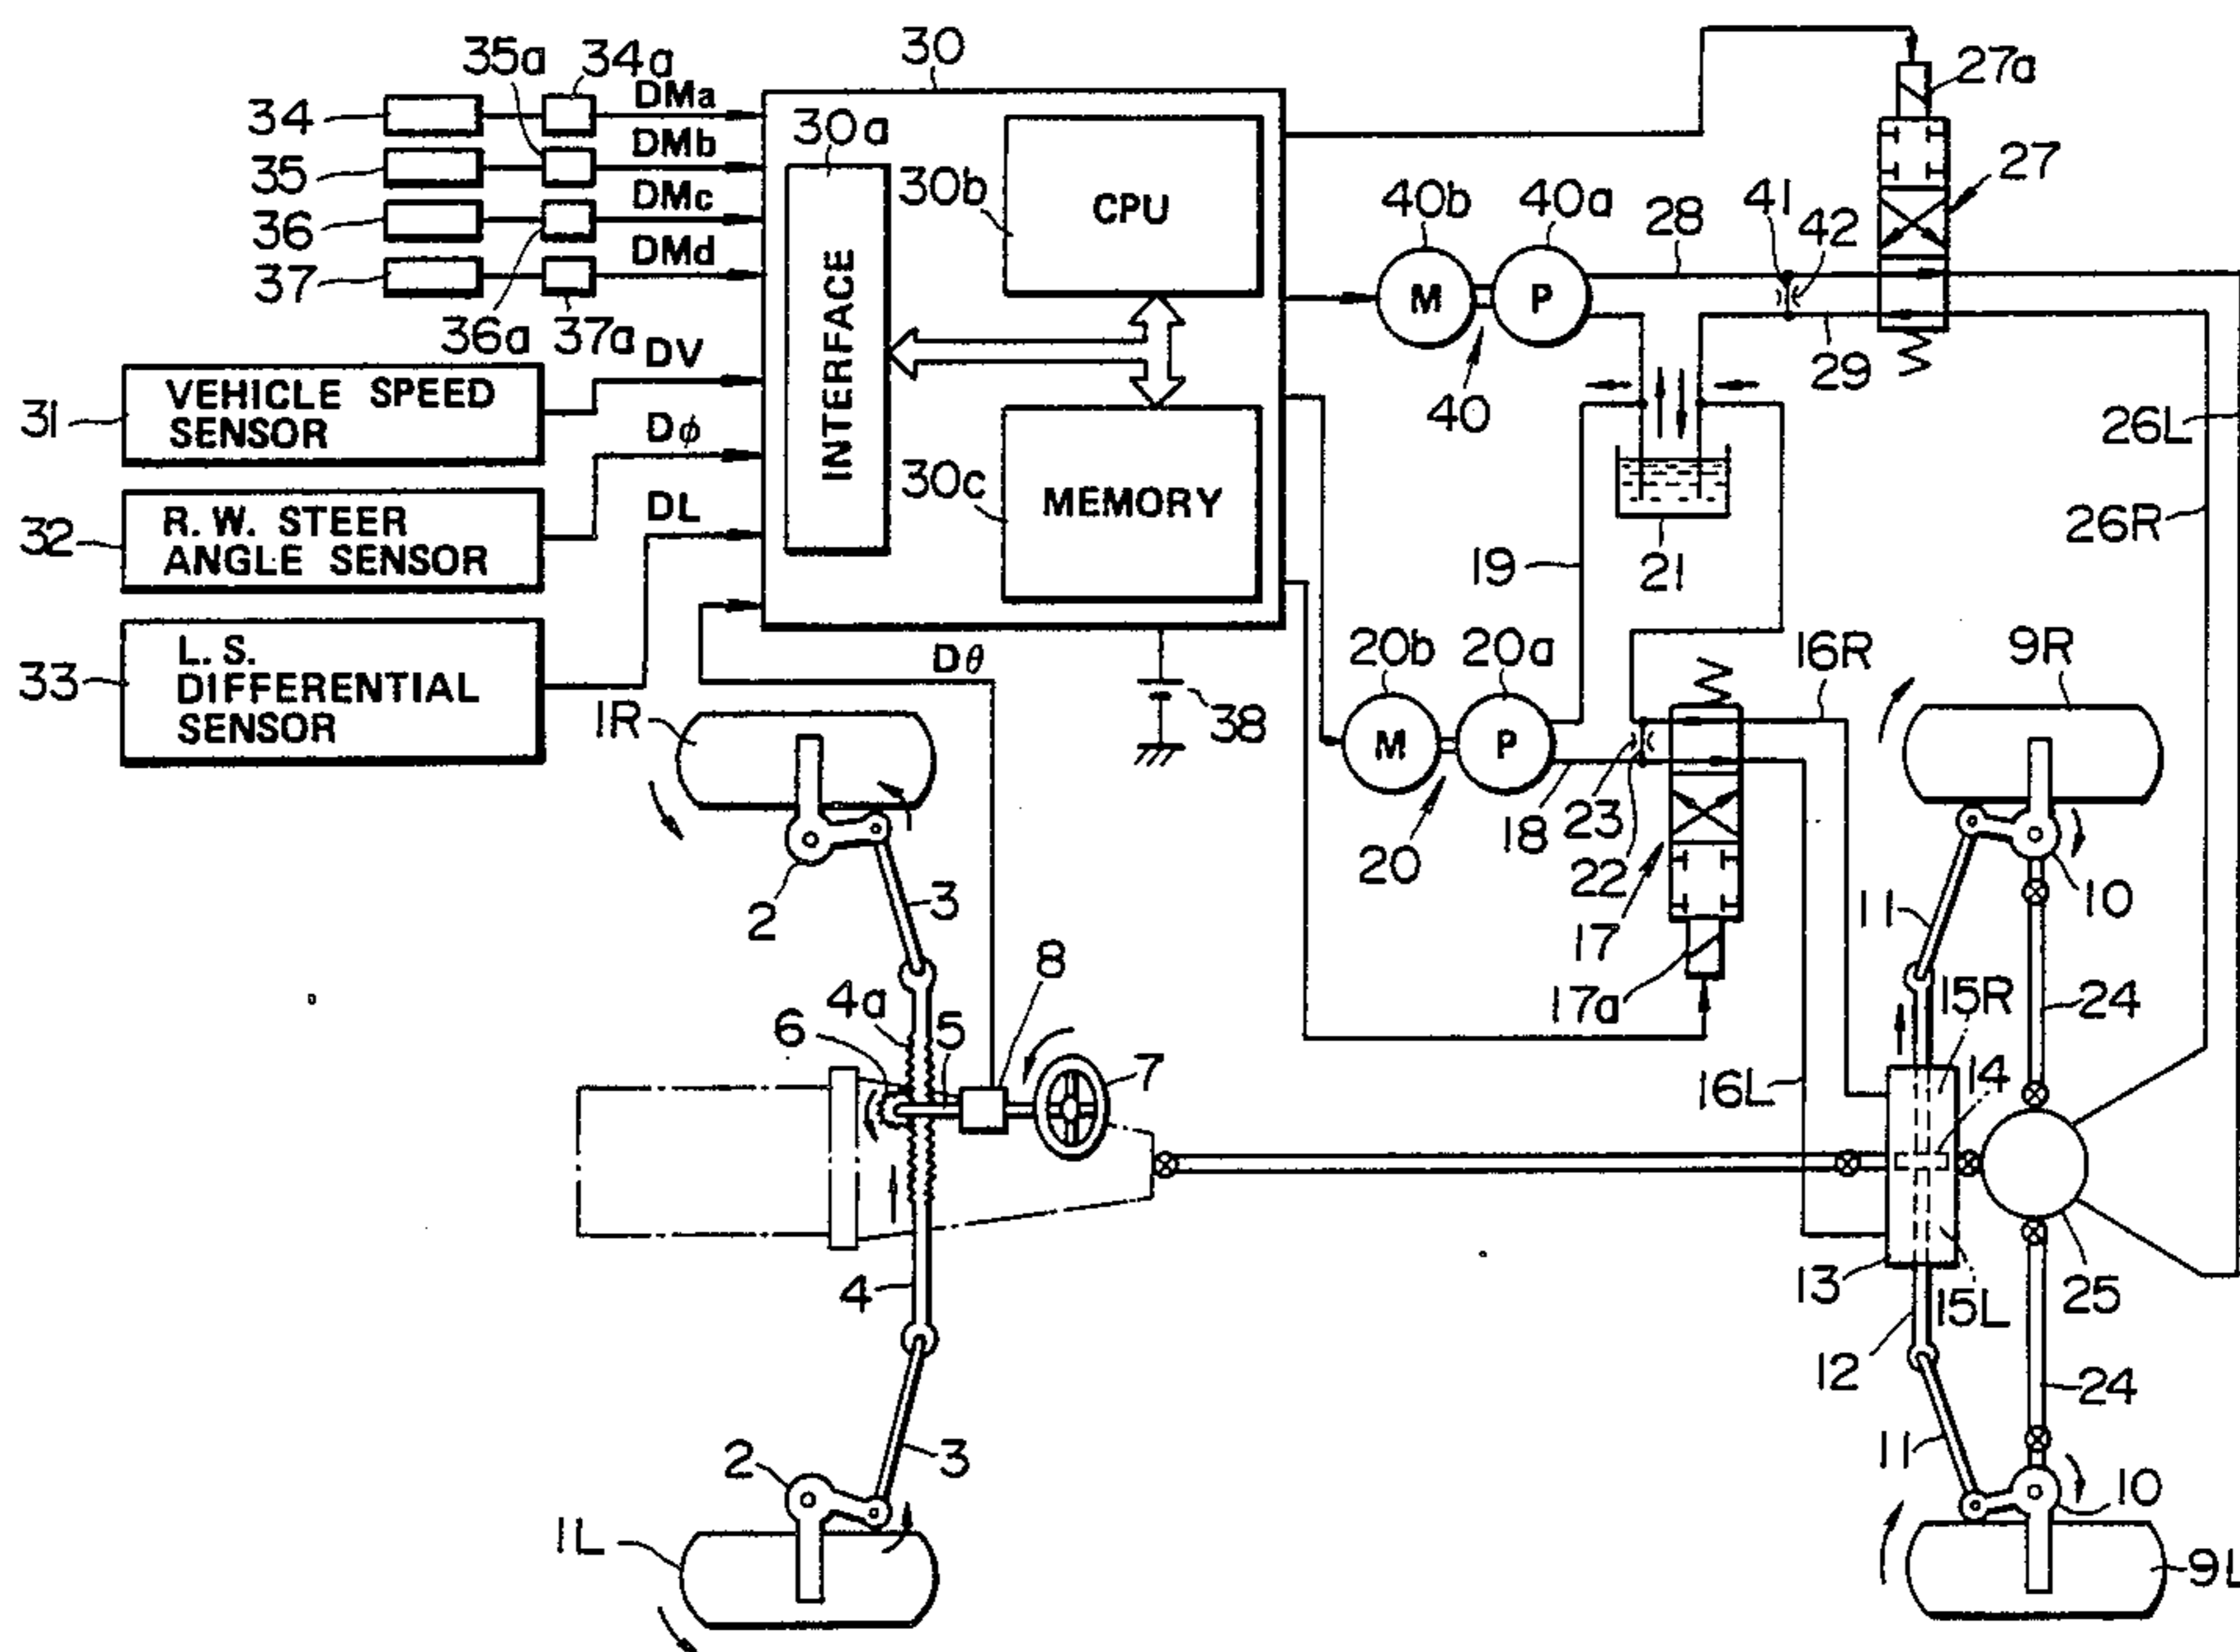 30
35a
34a
27a
34
DMa
30a
35
DMb
27
30b
CPU
40b
40a
41
36
DMc
28
42
37
DMd
M
P
36a
37a
INTERFACE
DV
29
40
31
VEHICLE SPEED
SENSOR
Dφ
26L
30c
MEMORY
DL
26R
32
R. W. STEER
ANGLE SENSOR
19
21
33
L. S.
DIFFERENTIAL
SENSOR
Dθ
20b
20a
16R
9R
1R
38
M
P
18
23
22
20
17
2
3
11
10
17a
8
4a
5
6
7
15R
24
14
16L
4
13
15L
25
12
24
2
3
11
10
1L
9L